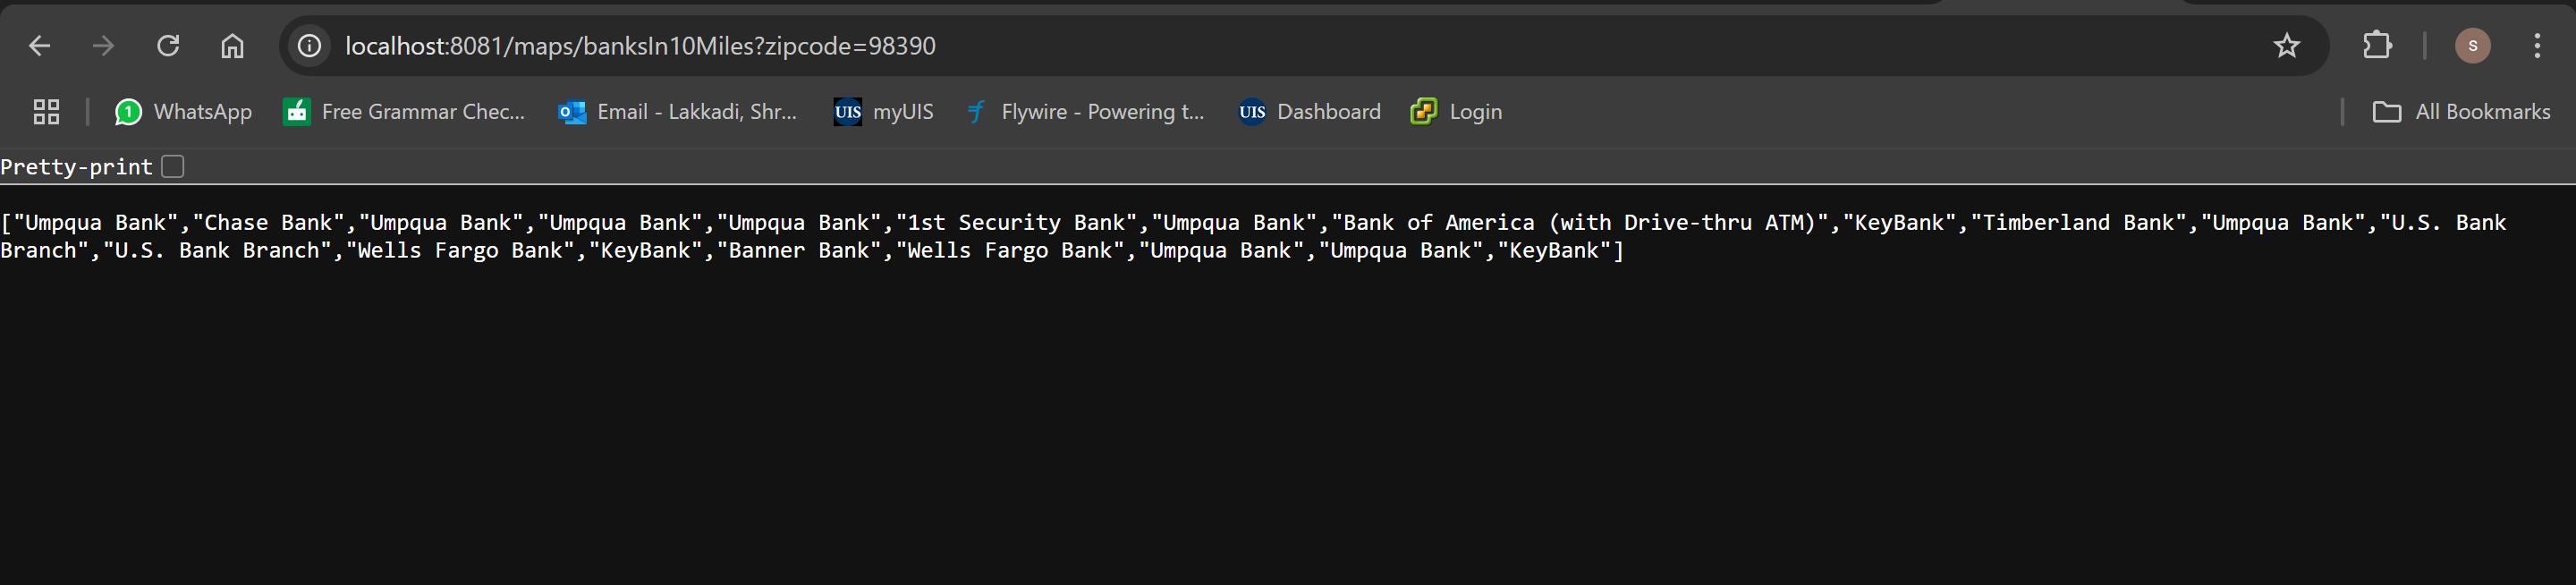 localhost:8081/maps/banksIn10Miles?zipcode=98390
S
1 WhatsApp Free Grammar Chec... Email - Lakkadi, Shr... UIS myUIS Flywire - Powering t... UIS Dashboard Login All Bookmarks
Pretty-print
["Umpqua Bank","Chase Bank","Umpqua Bank","Umpqua Bank","Umpqua Bank","1st Security Bank","Umpqua Bank","Bank of America (with Drive-thru ATM)","KeyBank","Timberland Bank","Umpqua Bank","U.S. Bank
Branch","U.S. Bank Branch","Wells Fargo Bank","KeyBank","Banner Bank","Wells Fargo Bank","Umpqua Bank","Umpqua Bank","KeyBank"]